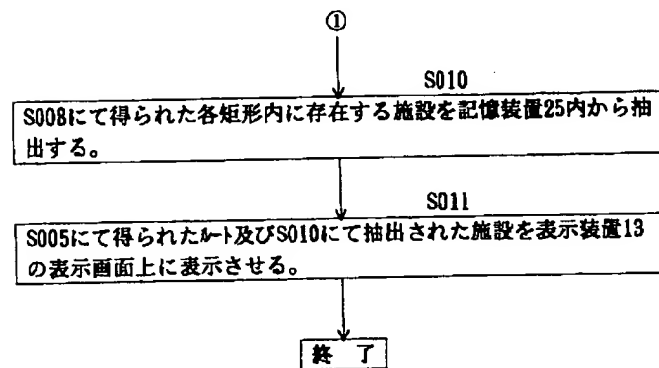 ①
S010
S008にて得られた各矩形内に存在する施設を記憶装置25内から抽
出する。
S011
S005にて得られたルート及びS010にて抽出された施設を表示装置13
の表示画面上に表示させる。
終 了